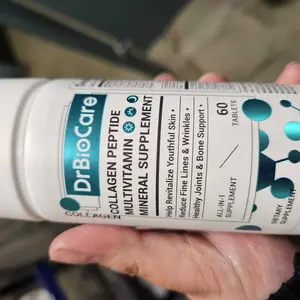 DrBioCare
COLLAGEN
COLLAGEN PEPTIDE
MULTIVITAMIN
MINERAL SUPPLEMENT
Help Revitalize Youthful Skin •
Reduce Fine Lines & Wrinkles •
Healthy Joints & Bone Support •
ALL-IN-1
SUPPLEMENT
60
TABLETS
DIETARY
SUPPLEMENT